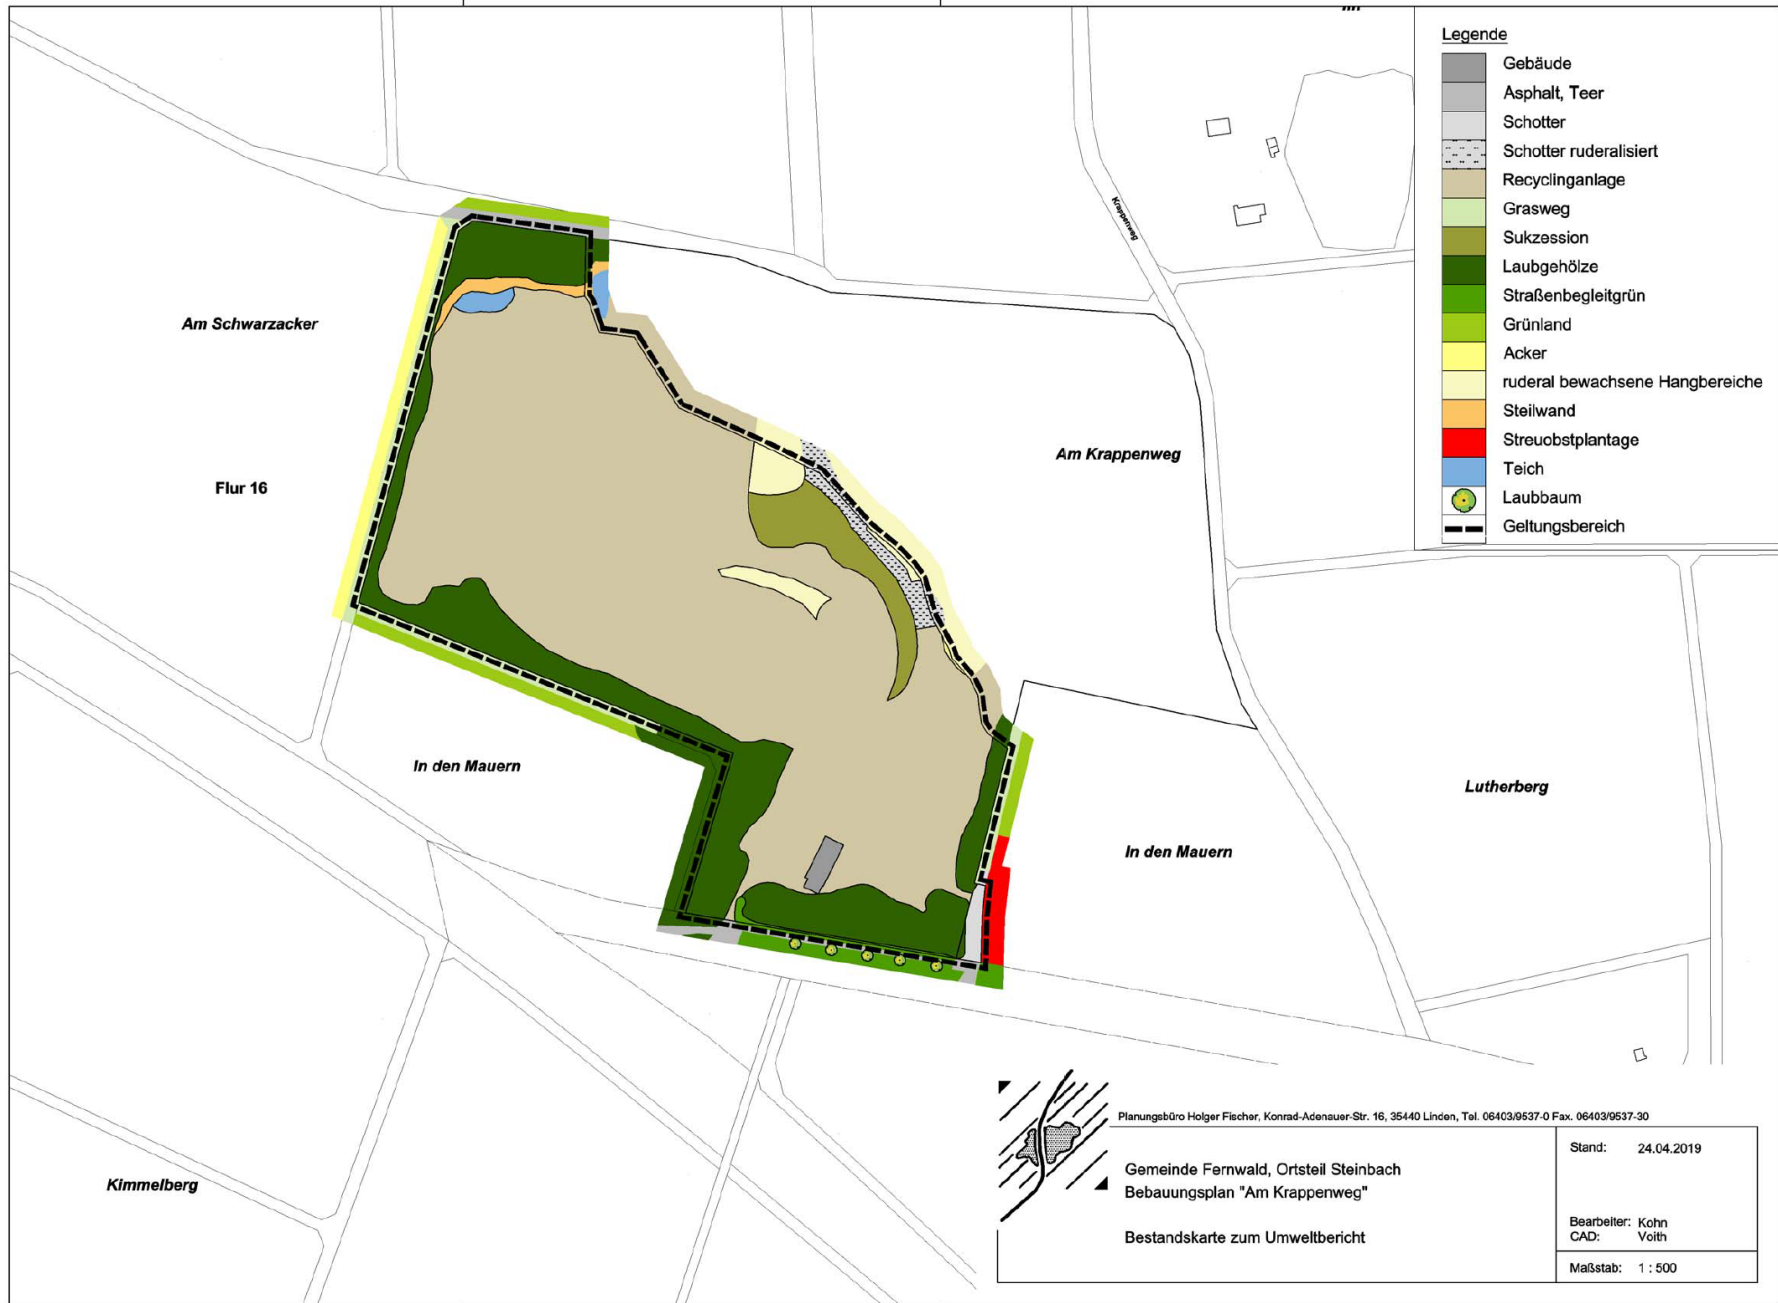 Legende
Gebäude
Asphalt, Teer
Schotter
Schotter ruderalisiert
Recyclinganlage
Grasweg
Sukzession
Laubgehölze
Straßenbegleitgrün
Grünland
Acker
ruderal bewachsene Hangbereiche
Steilwand
Streuobstplantage
Teich
Laubbaum
Geltungsbereich
Krappenweg
Am Schwarzacker
Am Krappenweg
Flur 16
In den Mauern
Lutherberg
In den Mauern
Kimmelberg
Planungsbüro Holger Fischer, Konrad-Adenauer-Str. 16, 35440 Linden, Tel. 06403/9537-0 Fax. 06403/9537-30
Gemeinde Fernwald, Ortsteil Steinbach
Bebauungsplan "Am Krappenweg"
Bestandskarte zum Umweltbericht
Stand: 24.04.2019
Bearbeiter: Kohn
CAD: Voith
Maßstab: 1 : 500